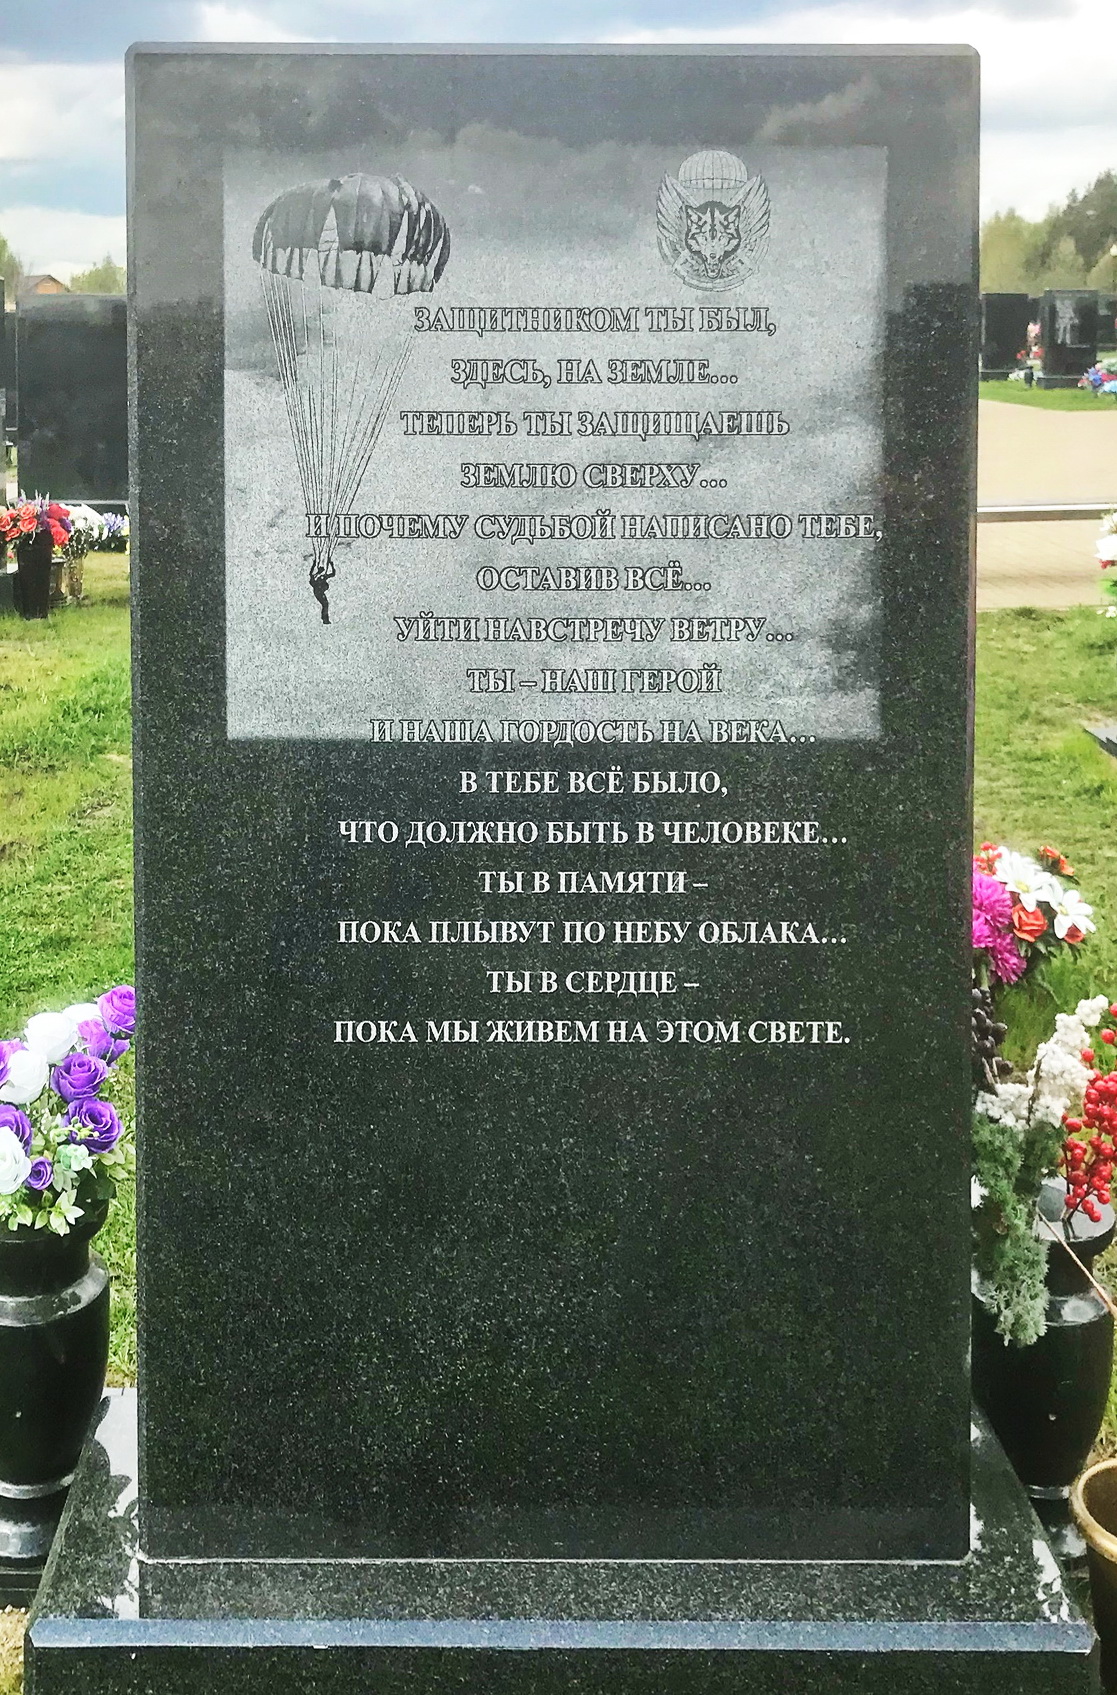 ЗАЩИТНИКОМ ТЫ БЫЛ,
ЗДЕСЬ, НА ЗЕМЛЕ...
ТЕПЕРЬ ТЫ ЗАЩИЩАЕШЬ
ЗЕМЛЮ СВЕРХУ...
И ПОЧЕМУ СУДЬБОЙ НАПИСАНО ТЕБЕ,
ОСТАВИВ ВСЁ...
УЙТИ НАВСТРЕЧУ ВЕТРУ...
ТЫ – НАШ ГЕРОЙ
И НАША ГОРДОСТЬ НА ВЕКА...
В ТЕБЕ ВСЁ БЫЛО,
ЧТО ДОЛЖНО БЫТЬ В ЧЕЛОВЕКЕ...
ТЫ В ПАМЯТИ –
ПОКА ПЛЫВУТ ПО НЕБУ ОБЛАКА...
ТЫ В СЕРДЦЕ –
ПОКА МЫ ЖИВЕМ НА ЭТОМ СВЕТЕ.